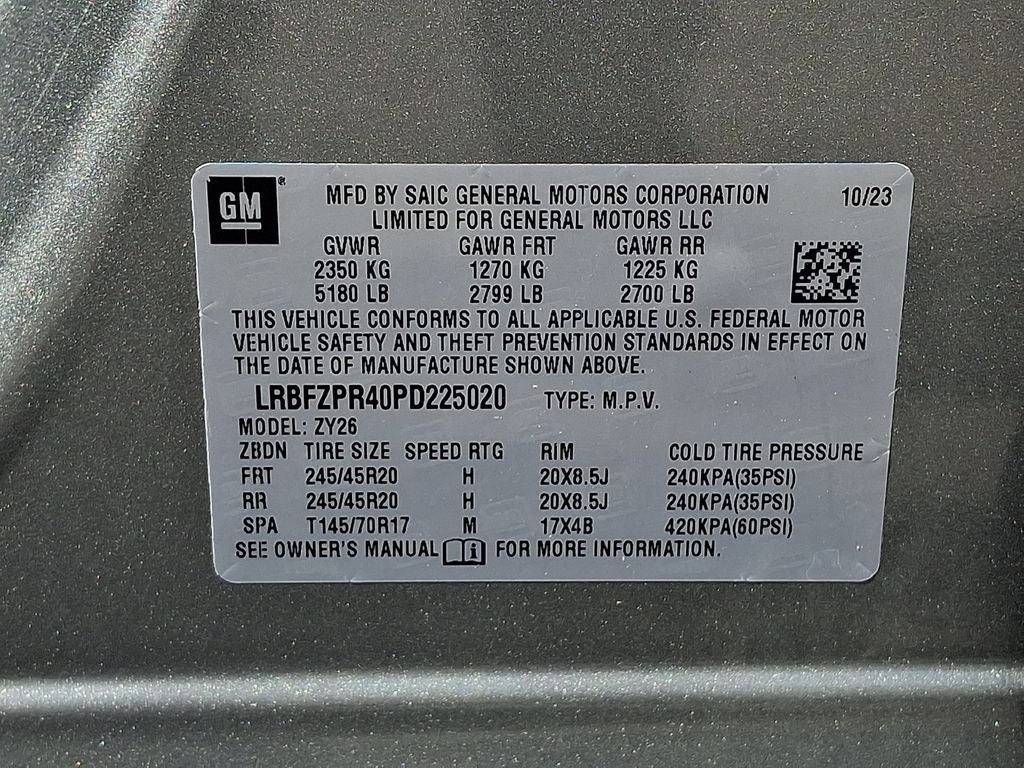 GM ® MFD BY SAIC GENERAL MOTORS CORPORATION 10/23
LIMITED FOR GENERAL MOTORS LLC
GVWR GAWR FRT GAWR RR
2350 KG 1270 KG 1225 KG
5180 LB 2799 LB 2700 LB
THIS VEHICLE CONFORMS TO ALL APPLICABLE U.S. FEDERAL MOTOR
VEHICLE SAFETY AND THEFT PREVENTION STANDARDS IN EFFECT ON
THE DATE OF MANUFACTURE SHOWN ABOVE.
LRBFZPR40PD225020 TYPE: M.P.V.
MODEL: ZY26
ZBDN TIRE SIZE SPEED RTG RIM COLD TIRE PRESSURE
FRT 245/45R20 H 20X8.5J 240KPA(35PSI)
RR 245/45R20 H 20X8.5J 240KPA(35PSI)
SPA T145/70R17 M 17X4B 420KPA(60PSI)
SEE OWNER'S MANUAL i FOR MORE INFORMATION.